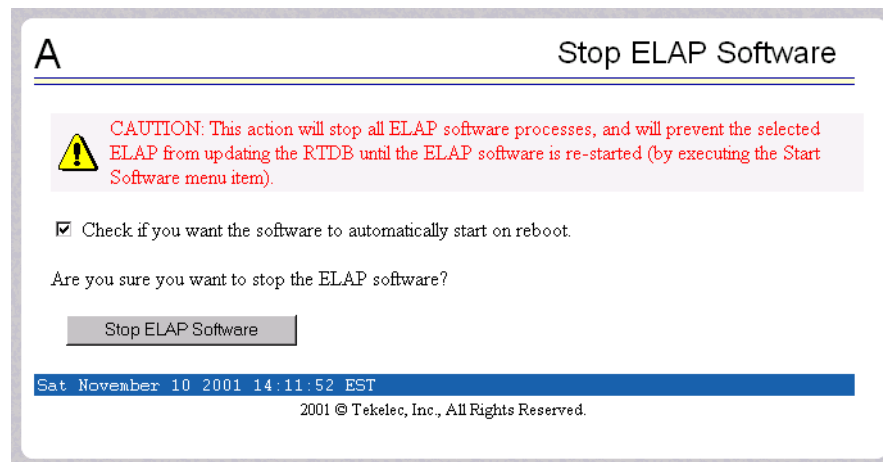 A
Stop ELAP Software
CAUTION: This action will stop all ELAP software processes, and will prevent the selected
ELAP from updating the RTDB until the ELAP software is re-started (by executing the Start
Software menu item).
Check if you want the software to automatically start on reboot.
Are you sure you want to stop the ELAP software?
Stop ELAP Software
Sat November 10 2001 14:11:52 EST
2001 © Tekelec, Inc., All Rights Reserved.